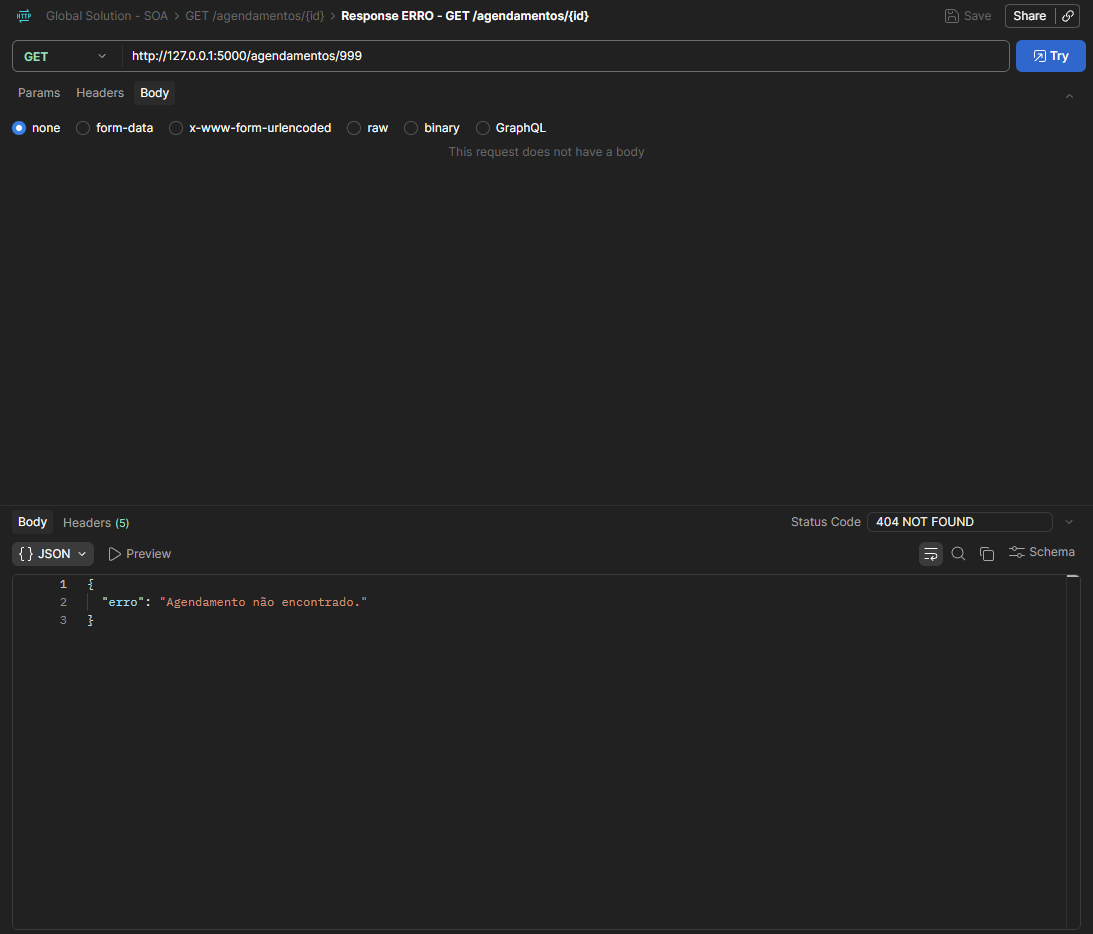 HTTP Global Solution - SOA > GET /agendamentos/{id} > Response ERRO - GET /agendamentos/{id} Save Share
GET http://127.0.0.1:5000/agendamentos/999 Try
Params Headers Body
none form-data x-www-form-urlencoded raw binary GraphQL
This request does not have a body
Body Headers (5) Status Code 404 NOT FOUND
{} JSON Preview Schema
1 {
2 "erro": "Agendamento não encontrado."
3 }